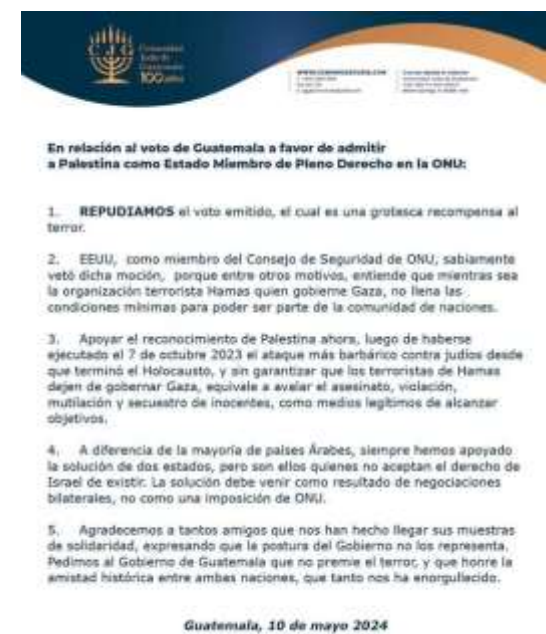 CJG
Comunidad
Judía de
Guatemala
100 años
En relación al voto de Guatemala a favor de admitir
a Palestina como Estado Miembro de Pleno Derecho en la ONU:
1. REPUDIAMOS el voto emitido, el cual es una grotesca recompensa al
terror.
2. EEUU, como miembro del Consejo de Seguridad de ONU, sabiamente
vetó dicha moción, porque entre otros motivos, entiende que mientras sea
la organización terrorista Hamas quien gobierne Gaza, no llena las
condiciones mínimas para poder ser parte de la comunidad de naciones.
3. Apoyar el reconocimiento de Palestina ahora, luego de haberse
ejecutado el 7 de octubre 2023 el ataque más barbárico contra judíos desde
que terminó el Holocausto, y sin garantizar que los terroristas de Hamas
dejen de gobernar Gaza, equivale a avalar el asesinato, violación,
mutilación y secuestro de inocentes, como medios legítimos de alcanzar
objetivos.
4. A diferencia de la mayoría de países Árabes, siempre hemos apoyado
la solución de dos estados, pero son ellos quienes no aceptan el derecho de
Israel de existir. La solución debe venir como resultado de negociaciones
bilaterales, no como una imposición de ONU.
5. Agradecemos a tantos amigos que nos han hecho llegar sus muestras
de solidaridad, expresando que la postura del Gobierno no los representa.
Pedimos al Gobierno de Guatemala que no premie el terror, y que honre la
amistad histórica entre ambas naciones, que tanto nos ha enorgullecido.
Guatemala, 10 de mayo 2024